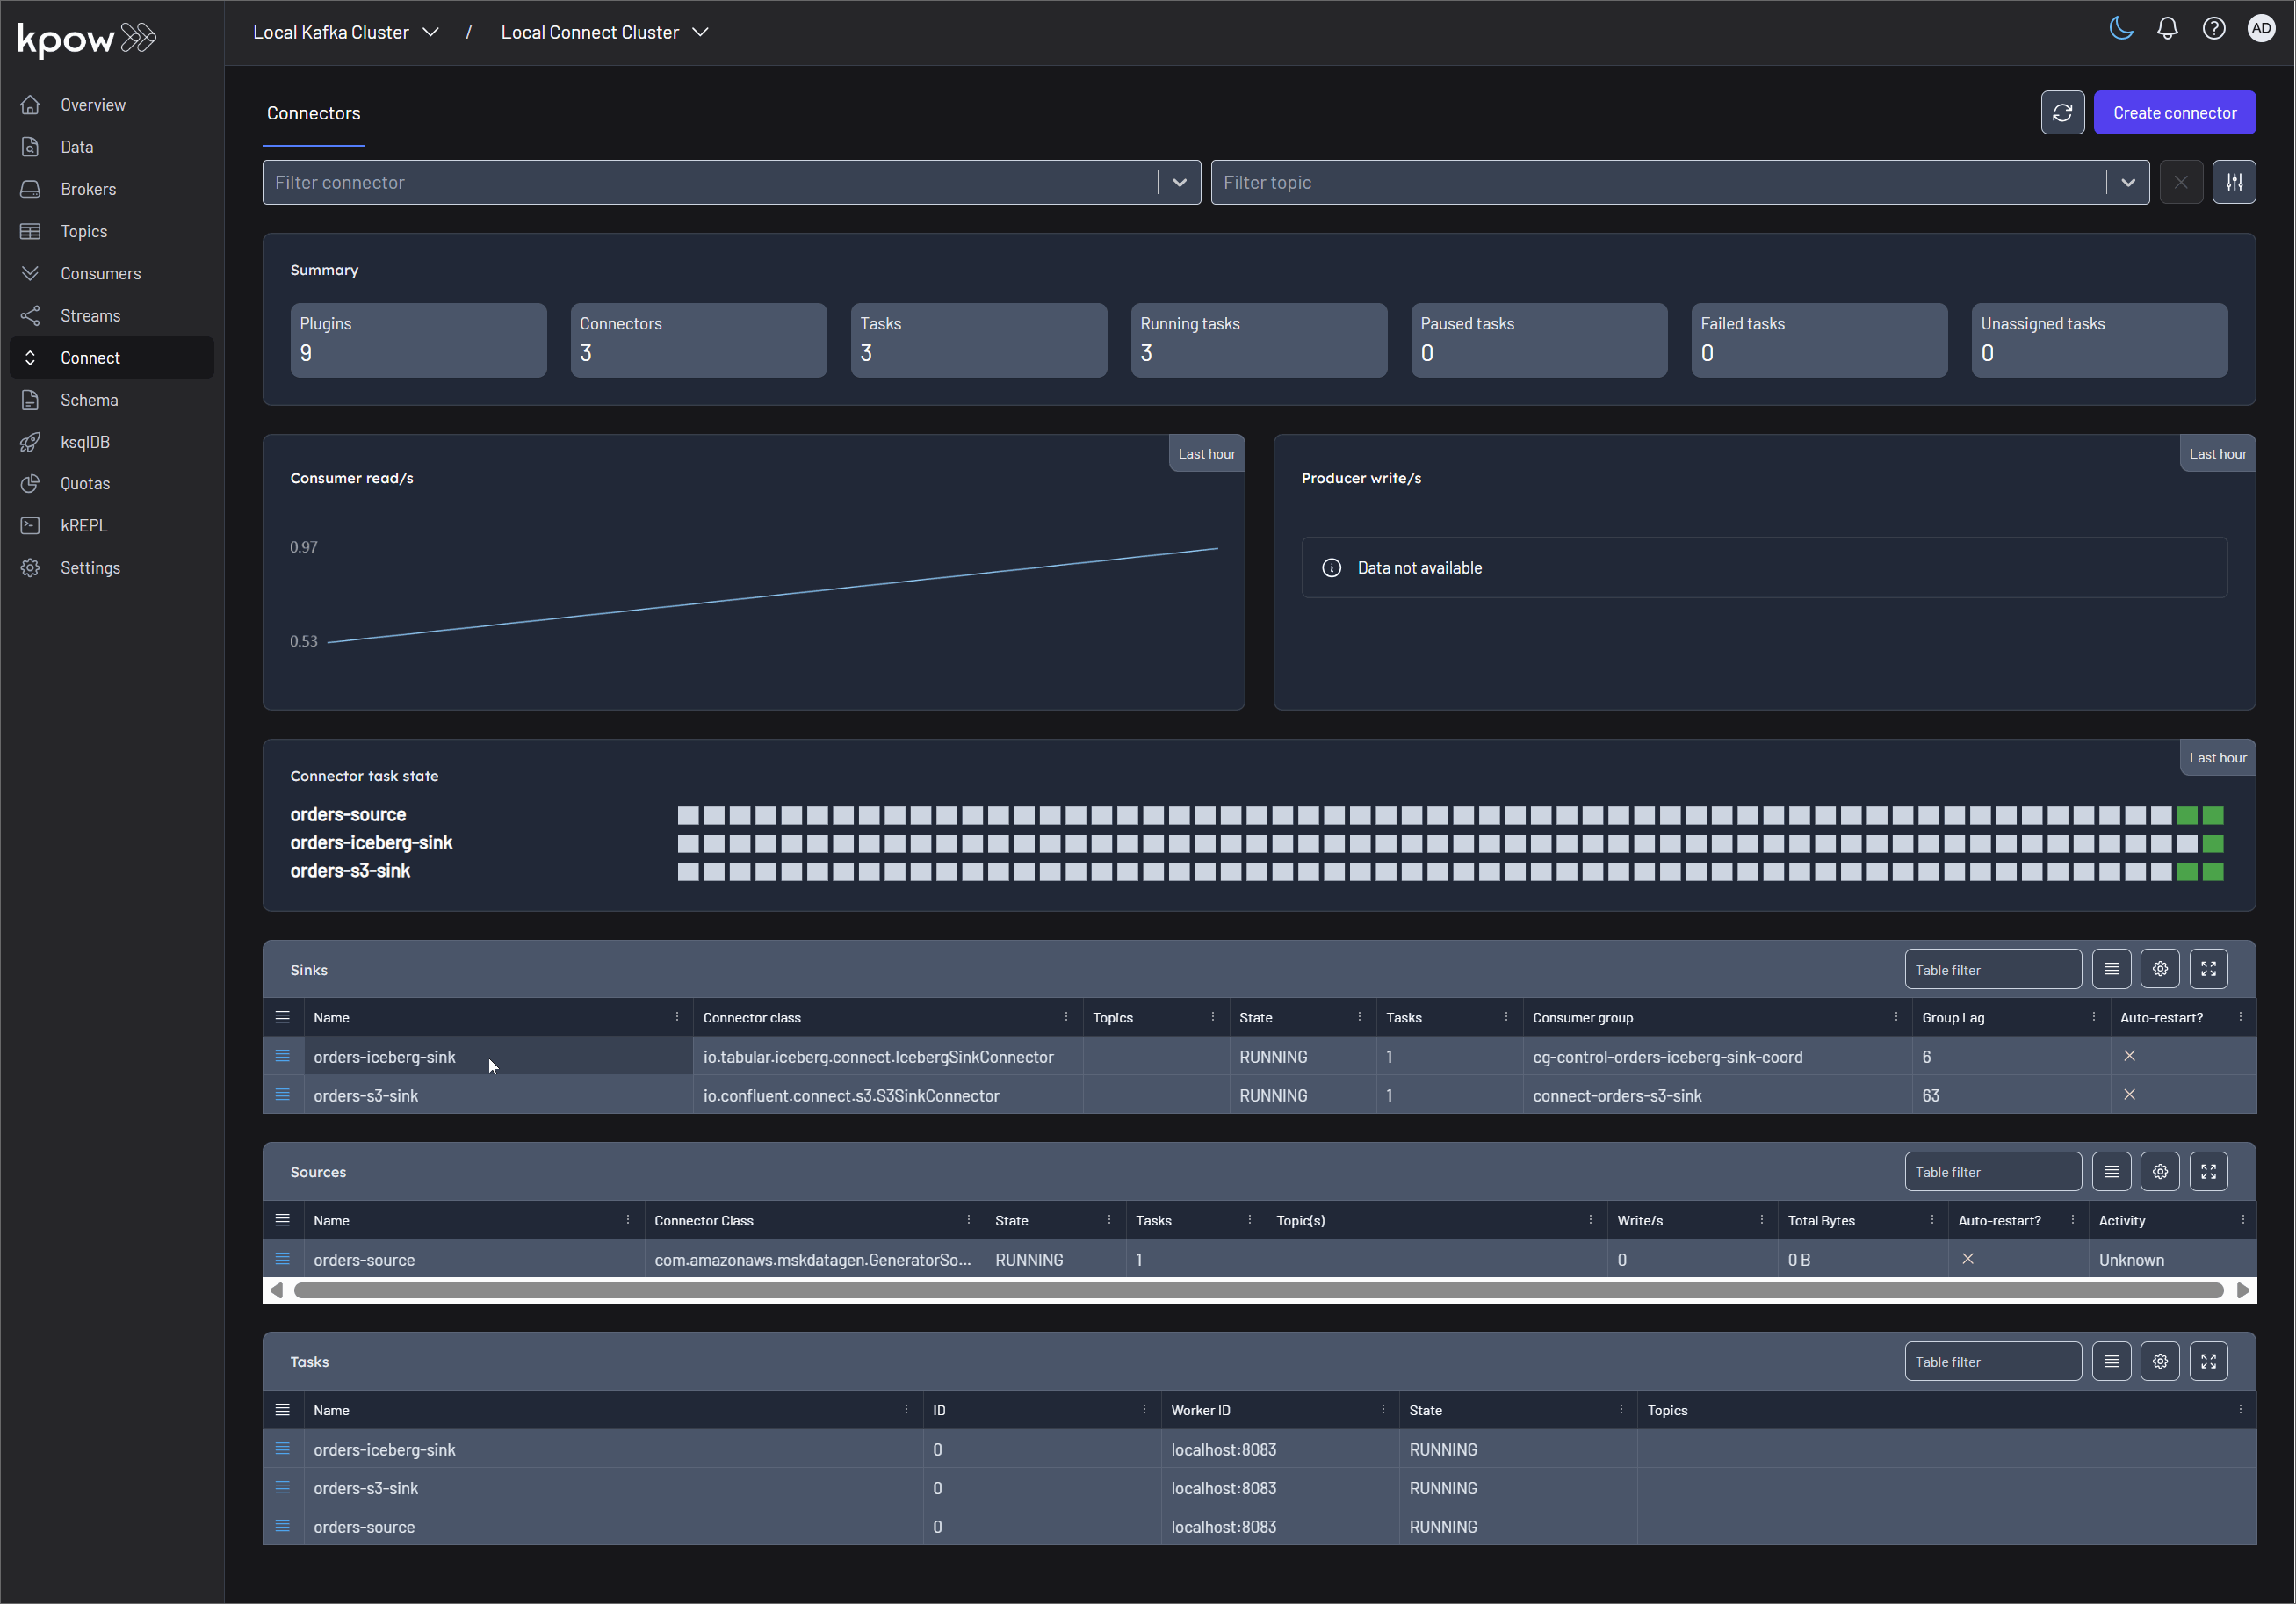 kpow
Local Kafka Cluster / Local Connect Cluster
AD
Overview
Data
Brokers
Topics
Consumers
Streams
Connect
Schema
ksqlDB
Quotas
kREPL
Settings
Connectors
Create connector
Filter connector
Filter topic
Summary
Plugins
9
Connectors
3
Tasks
3
Running tasks
3
Paused tasks
0
Failed tasks
0
Unassigned tasks
0
Last hour
Consumer read/s
0.97
0.53
Last hour
Producer write/s
Data not available
Last hour
Connector task state
orders-source
orders-iceberg-sink
orders-s3-sink
Sinks Table filter
Name Connector class Topics State Tasks Consumer group Group Lag Auto-restart?
orders-iceberg-sink io.tabular.iceberg.connect.IcebergSinkConnector RUNNING 1 cg-control-orders-iceberg-sink-coord 6
orders-s3-sink io.confluent.connect.s3.S3SinkConnector RUNNING 1 connect-orders-s3-sink 63
Sources Table filter
Name Connector Class State Tasks Topic(s) Write/s Total Bytes Auto-restart? Activity
orders-source com.amazonaws.mskdatagen.GeneratorSo... RUNNING 1 0 0 B Unknown
Tasks Table filter
Name ID Worker ID State Topics
orders-iceberg-sink 0 localhost:8083 RUNNING
orders-s3-sink 0 localhost:8083 RUNNING
orders-source 0 localhost:8083 RUNNING